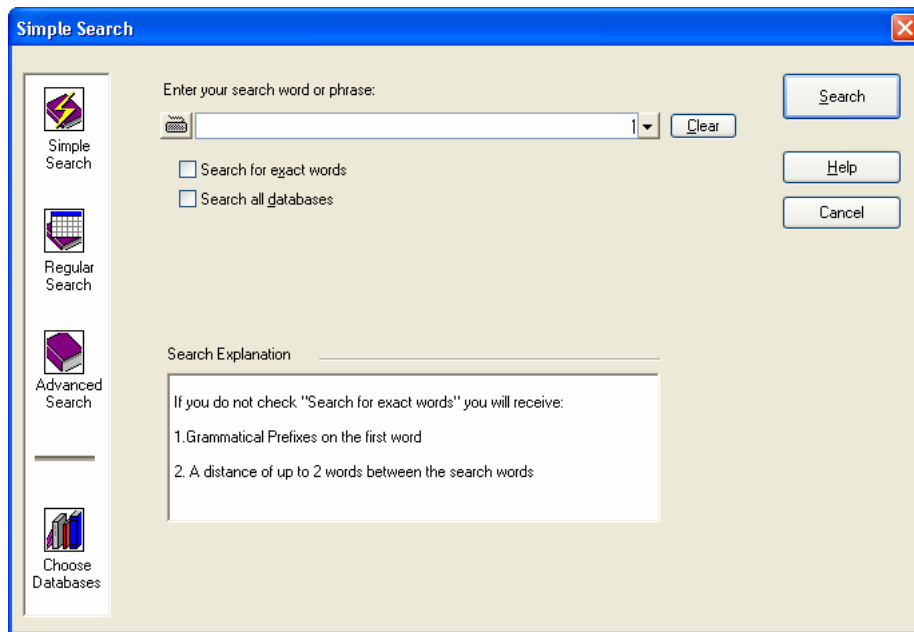 Simple Search
Simple
Search
Regular
Search
Advanced
Search
Choose
Databases
Enter your search word or phrase:
1
Clear
Search for exact words
Search all databases
Search
Help
Cancel
Search Explanation
If you do not check "Search for exact words" you will receive:
1.Grammatical Prefixes on the first word
2. A distance of up to 2 words between the search words